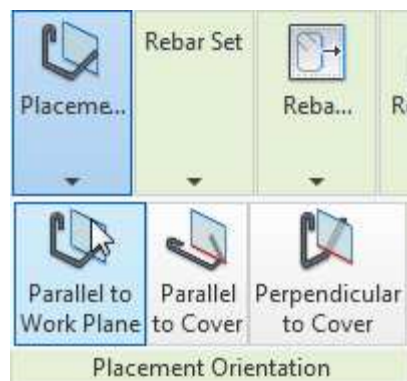 Rebar Set
Placeme...
Reba...
R
Parallel to
Work Plane
Parallel
to Cover
Perpendicular
to Cover
Placement Orientation